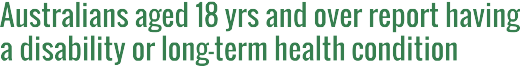 Australians aged 18 yrs and over report having
a disability or long-term health condition